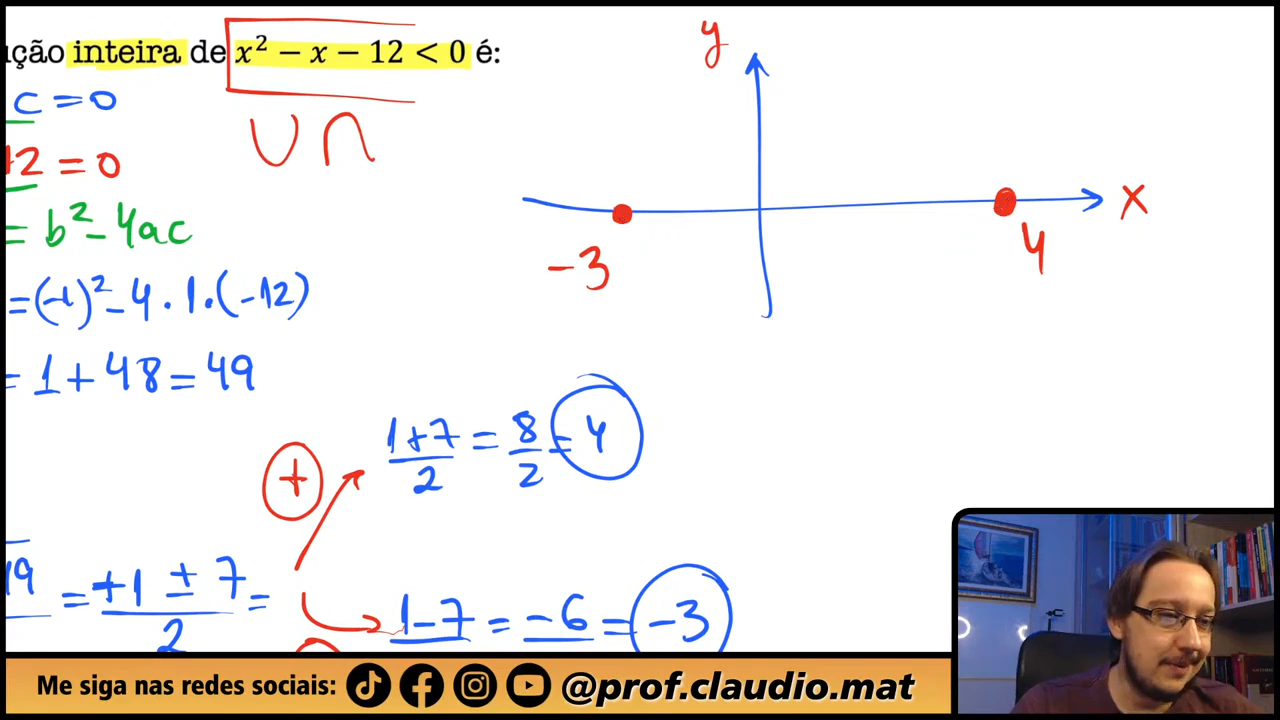 ução inteira de x² − x − 12 < 0 é:
c = 0
∪ ∩
+2 = 0
= b² - 4ac
= (-1)² - 4 · 1 · (-12)
= 1 + 48 = 49
y
x
-3
4
+
1+7/2 = 8/2 = 4
49 = +1 ± 7/2 =
1-7 = -6 = -3
Me siga nas redes sociais: @prof.claudio.mat